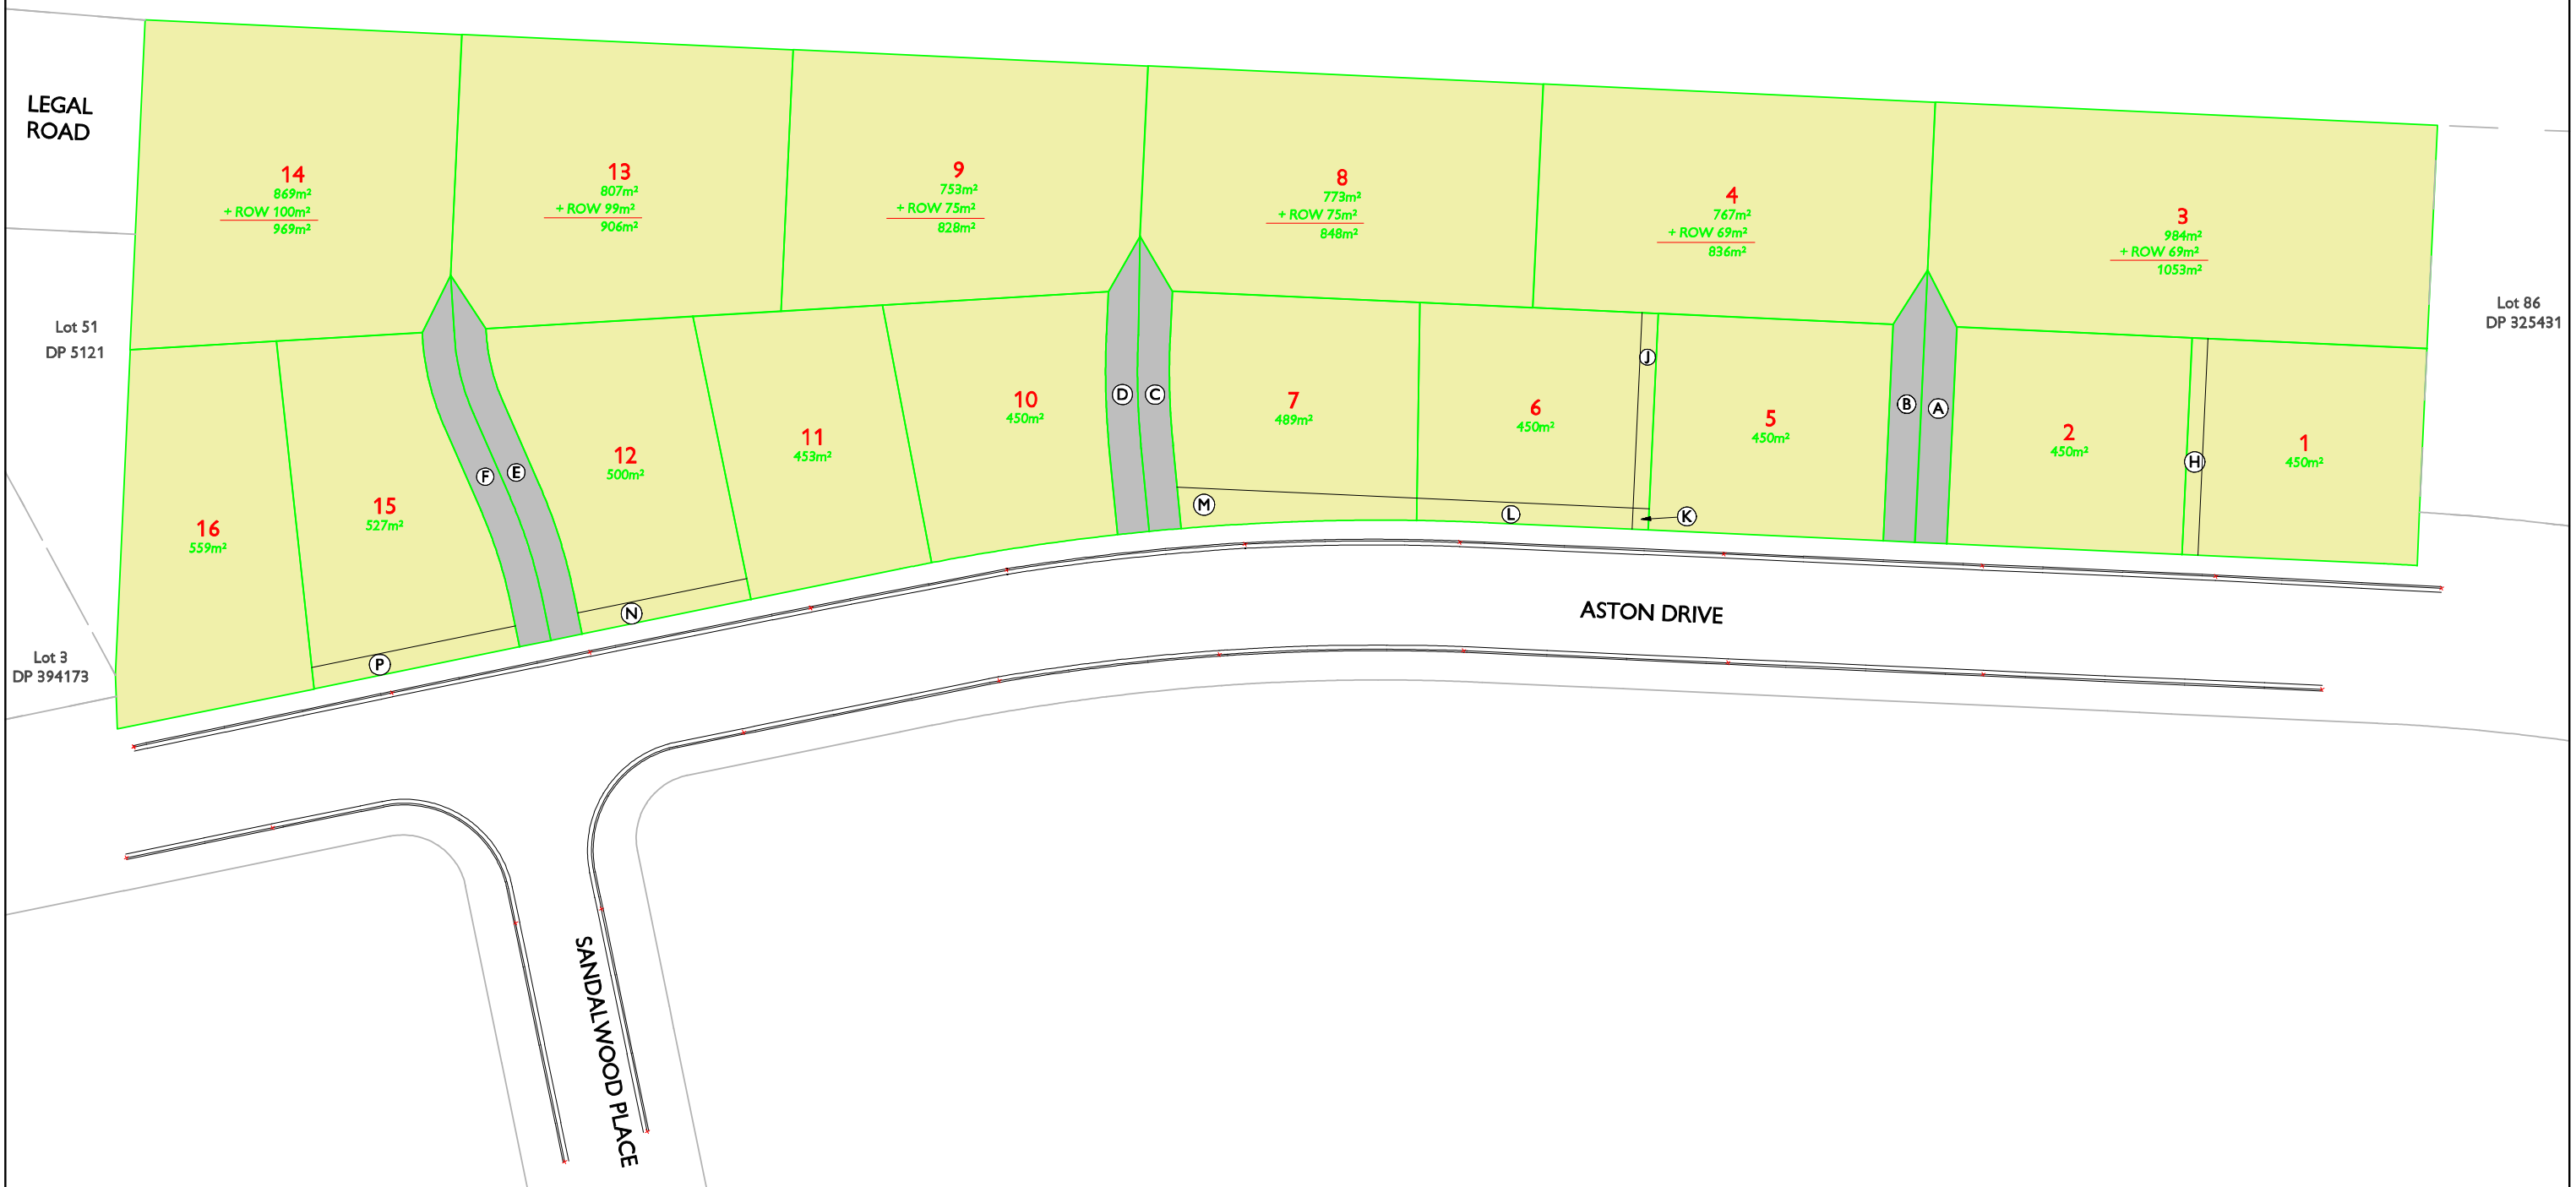 LEGAL
ROAD
14
869m²
+ ROW 100m²
969m²
13
807m²
+ ROW 99m²
906m²
9
753m²
+ ROW 75m²
828m²
8
773m²
+ ROW 75m²
848m²
4
767m²
+ ROW 69m²
836m²
3
984m²
+ ROW 69m²
1053m²
Lot 86
DP 325431
Lot 51
DP 5121
16
559m²
15
527m²
F
E
12
500m²
11
453m²
10
450m²
D
C
7
489m²
6
450m²
J
5
450m²
B
A
2
450m²
H
1
450m²
M
L
K
N
P
Lot 3
DP 394173
ASTON DRIVE
SANDALWOOD PLACE